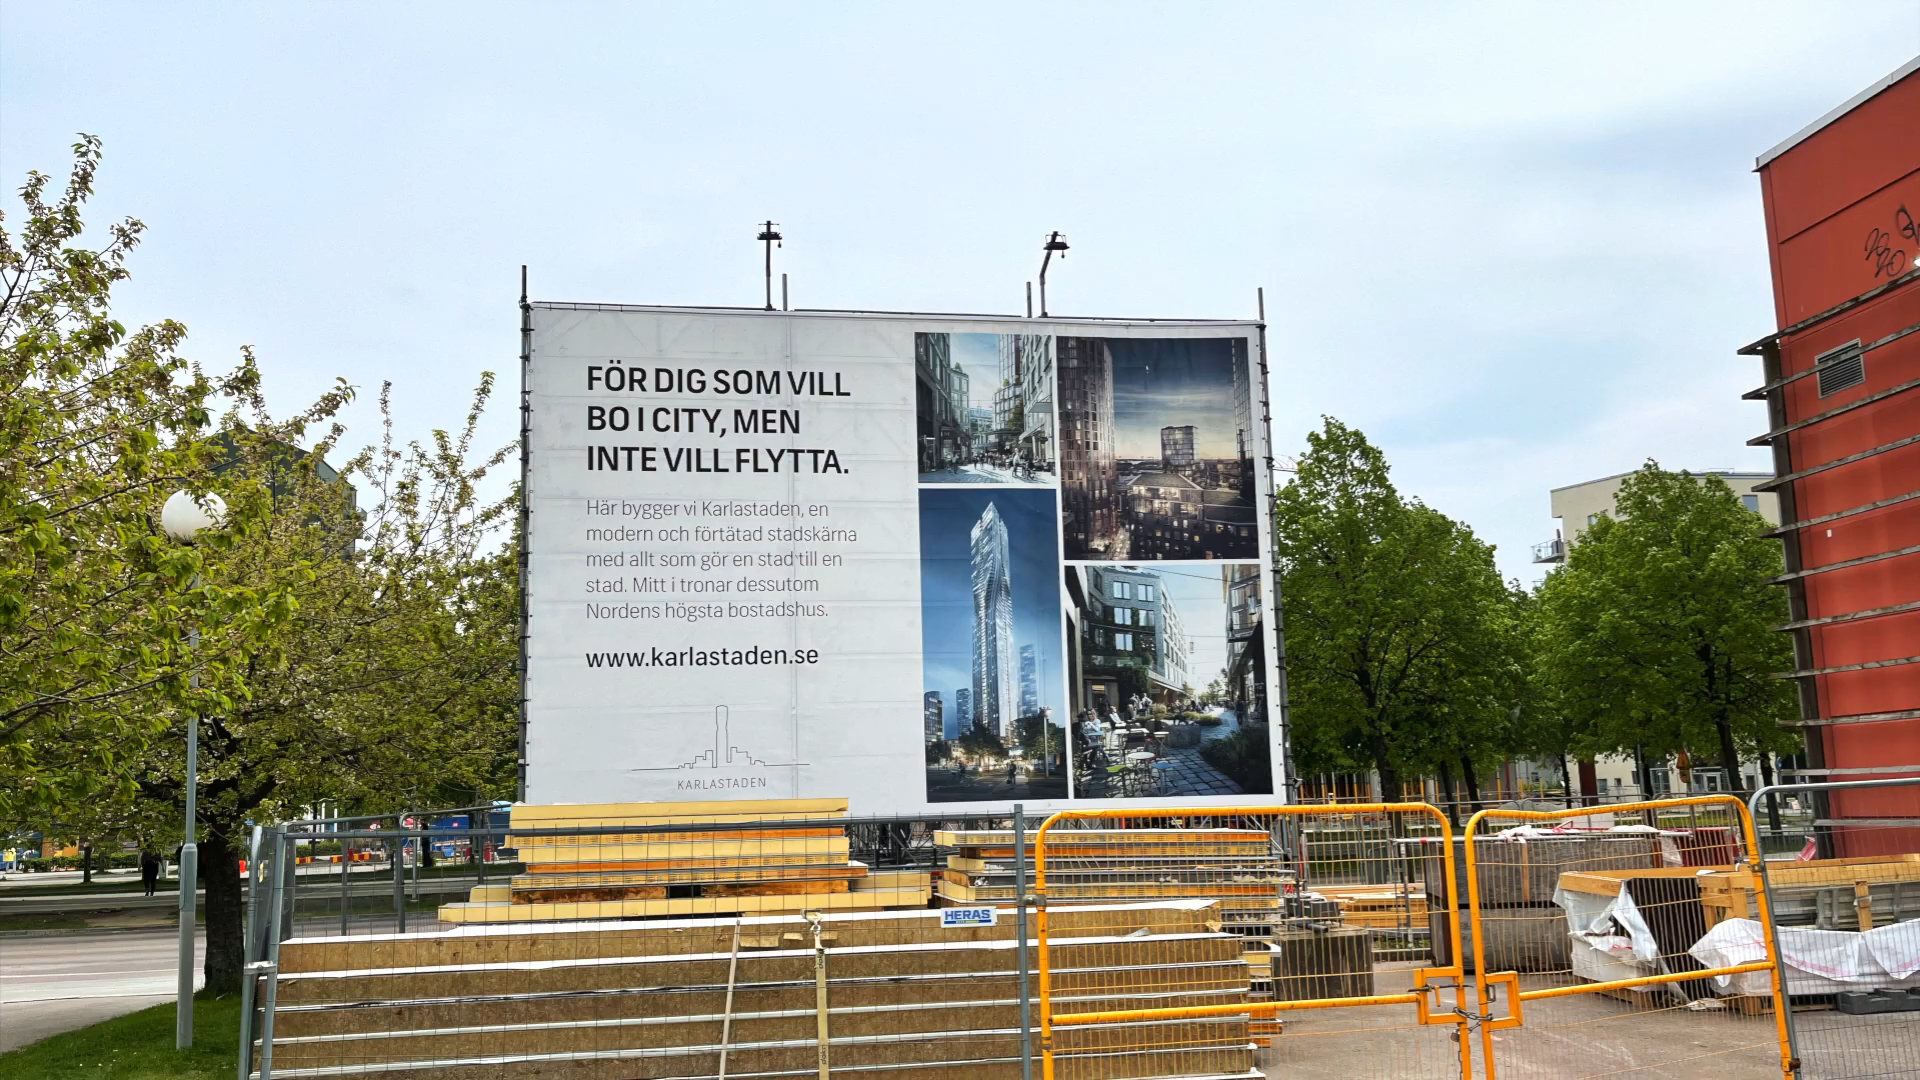 FÖR DIG SOM VILL
BO I CITY, MEN
INTE VILL FLYTTA.
Här bygger vi Karlastaden, en
modern och förtätad stadskärna
med allt som gör en stad till en
stad. Mitt i tronar dessutom
Nordens högsta bostadshus.
www.karlastaden.se
KARLASTADEN
HERAS